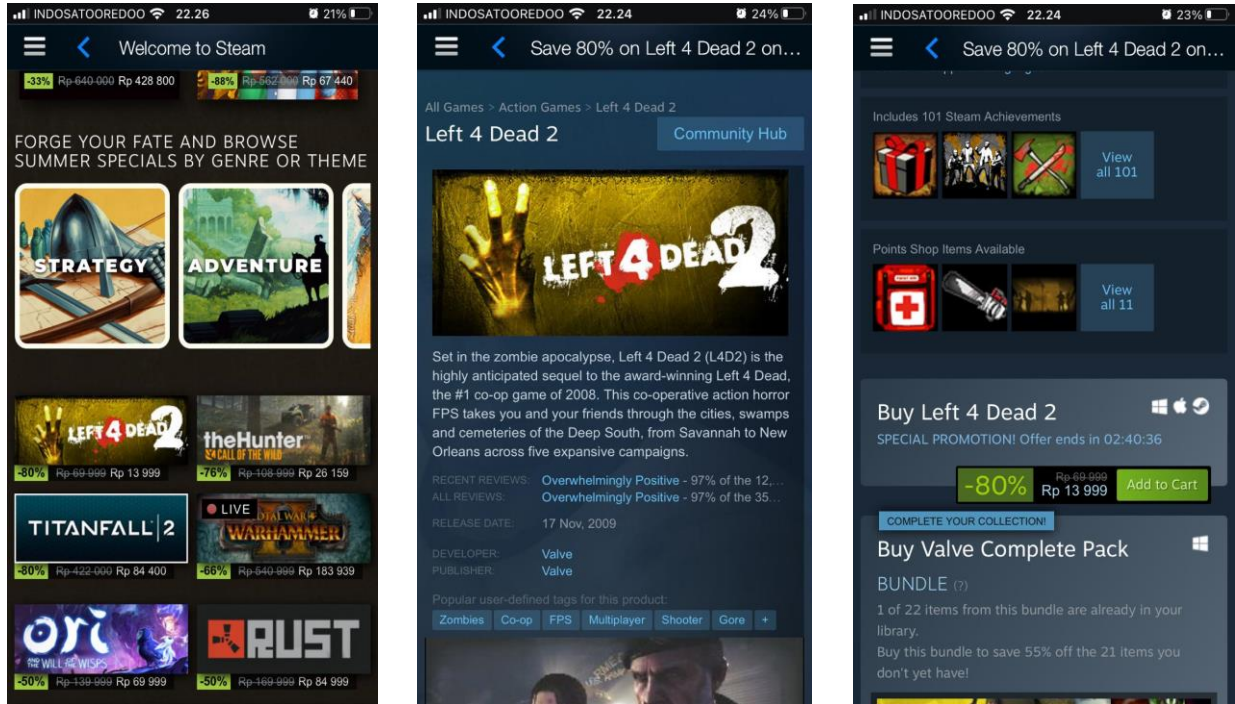 INDOSATOOREDOO 22.26 21%
Welcome to Steam
-33% Rp 640 000 Rp 428 800
-88% Rp 562 000 Rp 67 440
FORGE YOUR FATE AND BROWSE
SUMMER SPECIALS BY GENRE OR THEME
STRATEGY
ADVENTURE
LEFT 4 DEAD 2
-80% Rp 69 999 Rp 13 999
theHunter
CALL OF THE WILD
-76% Rp 108 999 Rp 26 159
TITANFALL 2
-80% Rp 422 000 Rp 84 400
LIVE
TOTAL WAR
WARHAMMER
-66% Rp 540 999 Rp 183 939
ori
AND THE WILL OF THE WISPS
-50% Rp 139 999 Rp 69 999
RUST
-50% Rp 169 999 Rp 84 999
INDOSATOOREDOO 22.24 24%
Save 80% on Left 4 Dead 2 on...
All Games > Action Games > Left 4 Dead 2
Left 4 Dead 2
Community Hub
LEFT 4 DEAD 2
Set in the zombie apocalypse, Left 4 Dead 2 (L4D2) is the
highly anticipated sequel to the award-winning Left 4 Dead,
the #1 co-op game of 2008. This co-operative action horror
FPS takes you and your friends through the cities, swamps
and cemeteries of the Deep South, from Savannah to New
Orleans across five expansive campaigns.
RECENT REVIEWS: Overwhelmingly Positive - 97% of the 12,...
ALL REVIEWS: Overwhelmingly Positive - 97% of the 35...
RELEASE DATE: 17 Nov, 2009
DEVELOPER: Valve
PUBLISHER: Valve
Popular user-defined tags for this product:
Zombies Co-op FPS Multiplayer Shooter Gore +
INDOSATOOREDOO 22.24 23%
Save 80% on Left 4 Dead 2 on...
Includes 101 Steam Achievements
View
all 101
Points Shop Items Available
View
all 11
Buy Left 4 Dead 2
SPECIAL PROMOTION! Offer ends in 02:40:36
-80% Rp 69 999 Rp 13 999 Add to Cart
COMPLETE YOUR COLLECTION!
Buy Valve Complete Pack
BUNDLE (?)
1 of 22 items from this bundle are already in your
library.
Buy this bundle to save 55% off the 21 items you
don't yet have!